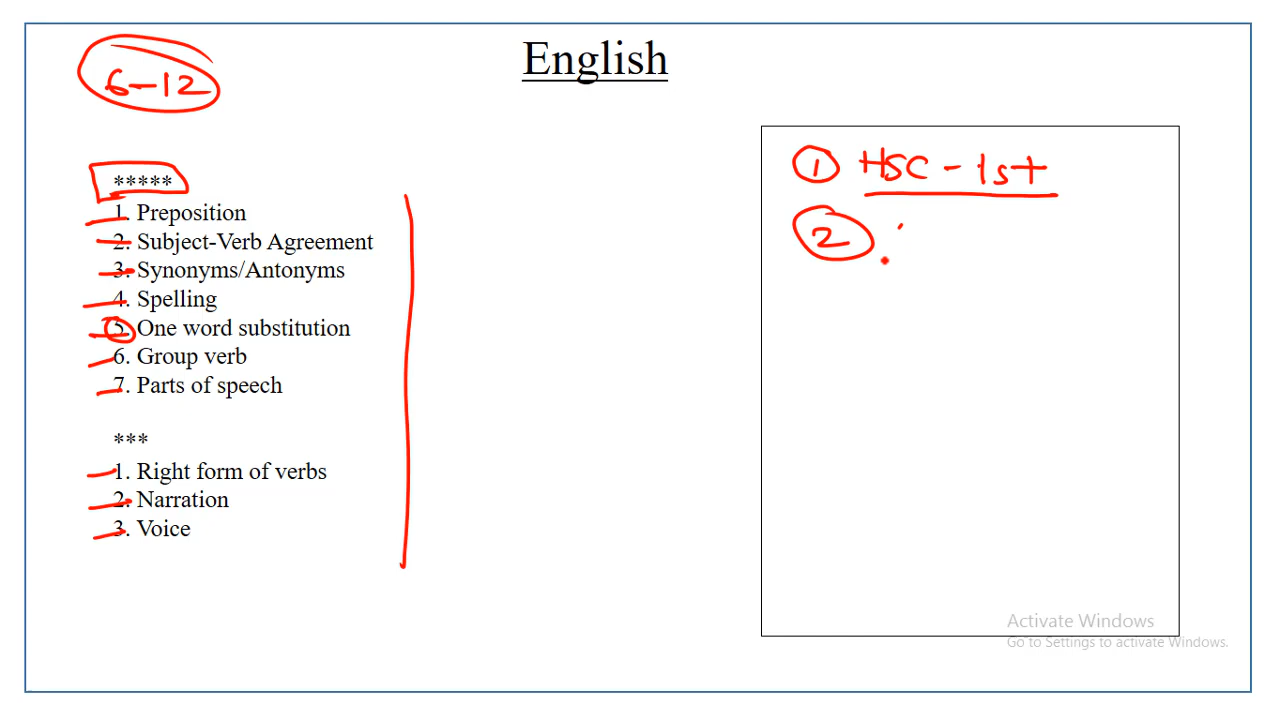 English
6-12
*****
1. Preposition
2. Subject-Verb Agreement
3. Synonyms/Antonyms
4. Spelling
5. One word substitution
6. Group verb
7. Parts of speech
***
1. Right form of verbs
2. Narration
3. Voice
1 HSC - 1st
2
Activate Windows
Go to Settings to activate Windows.